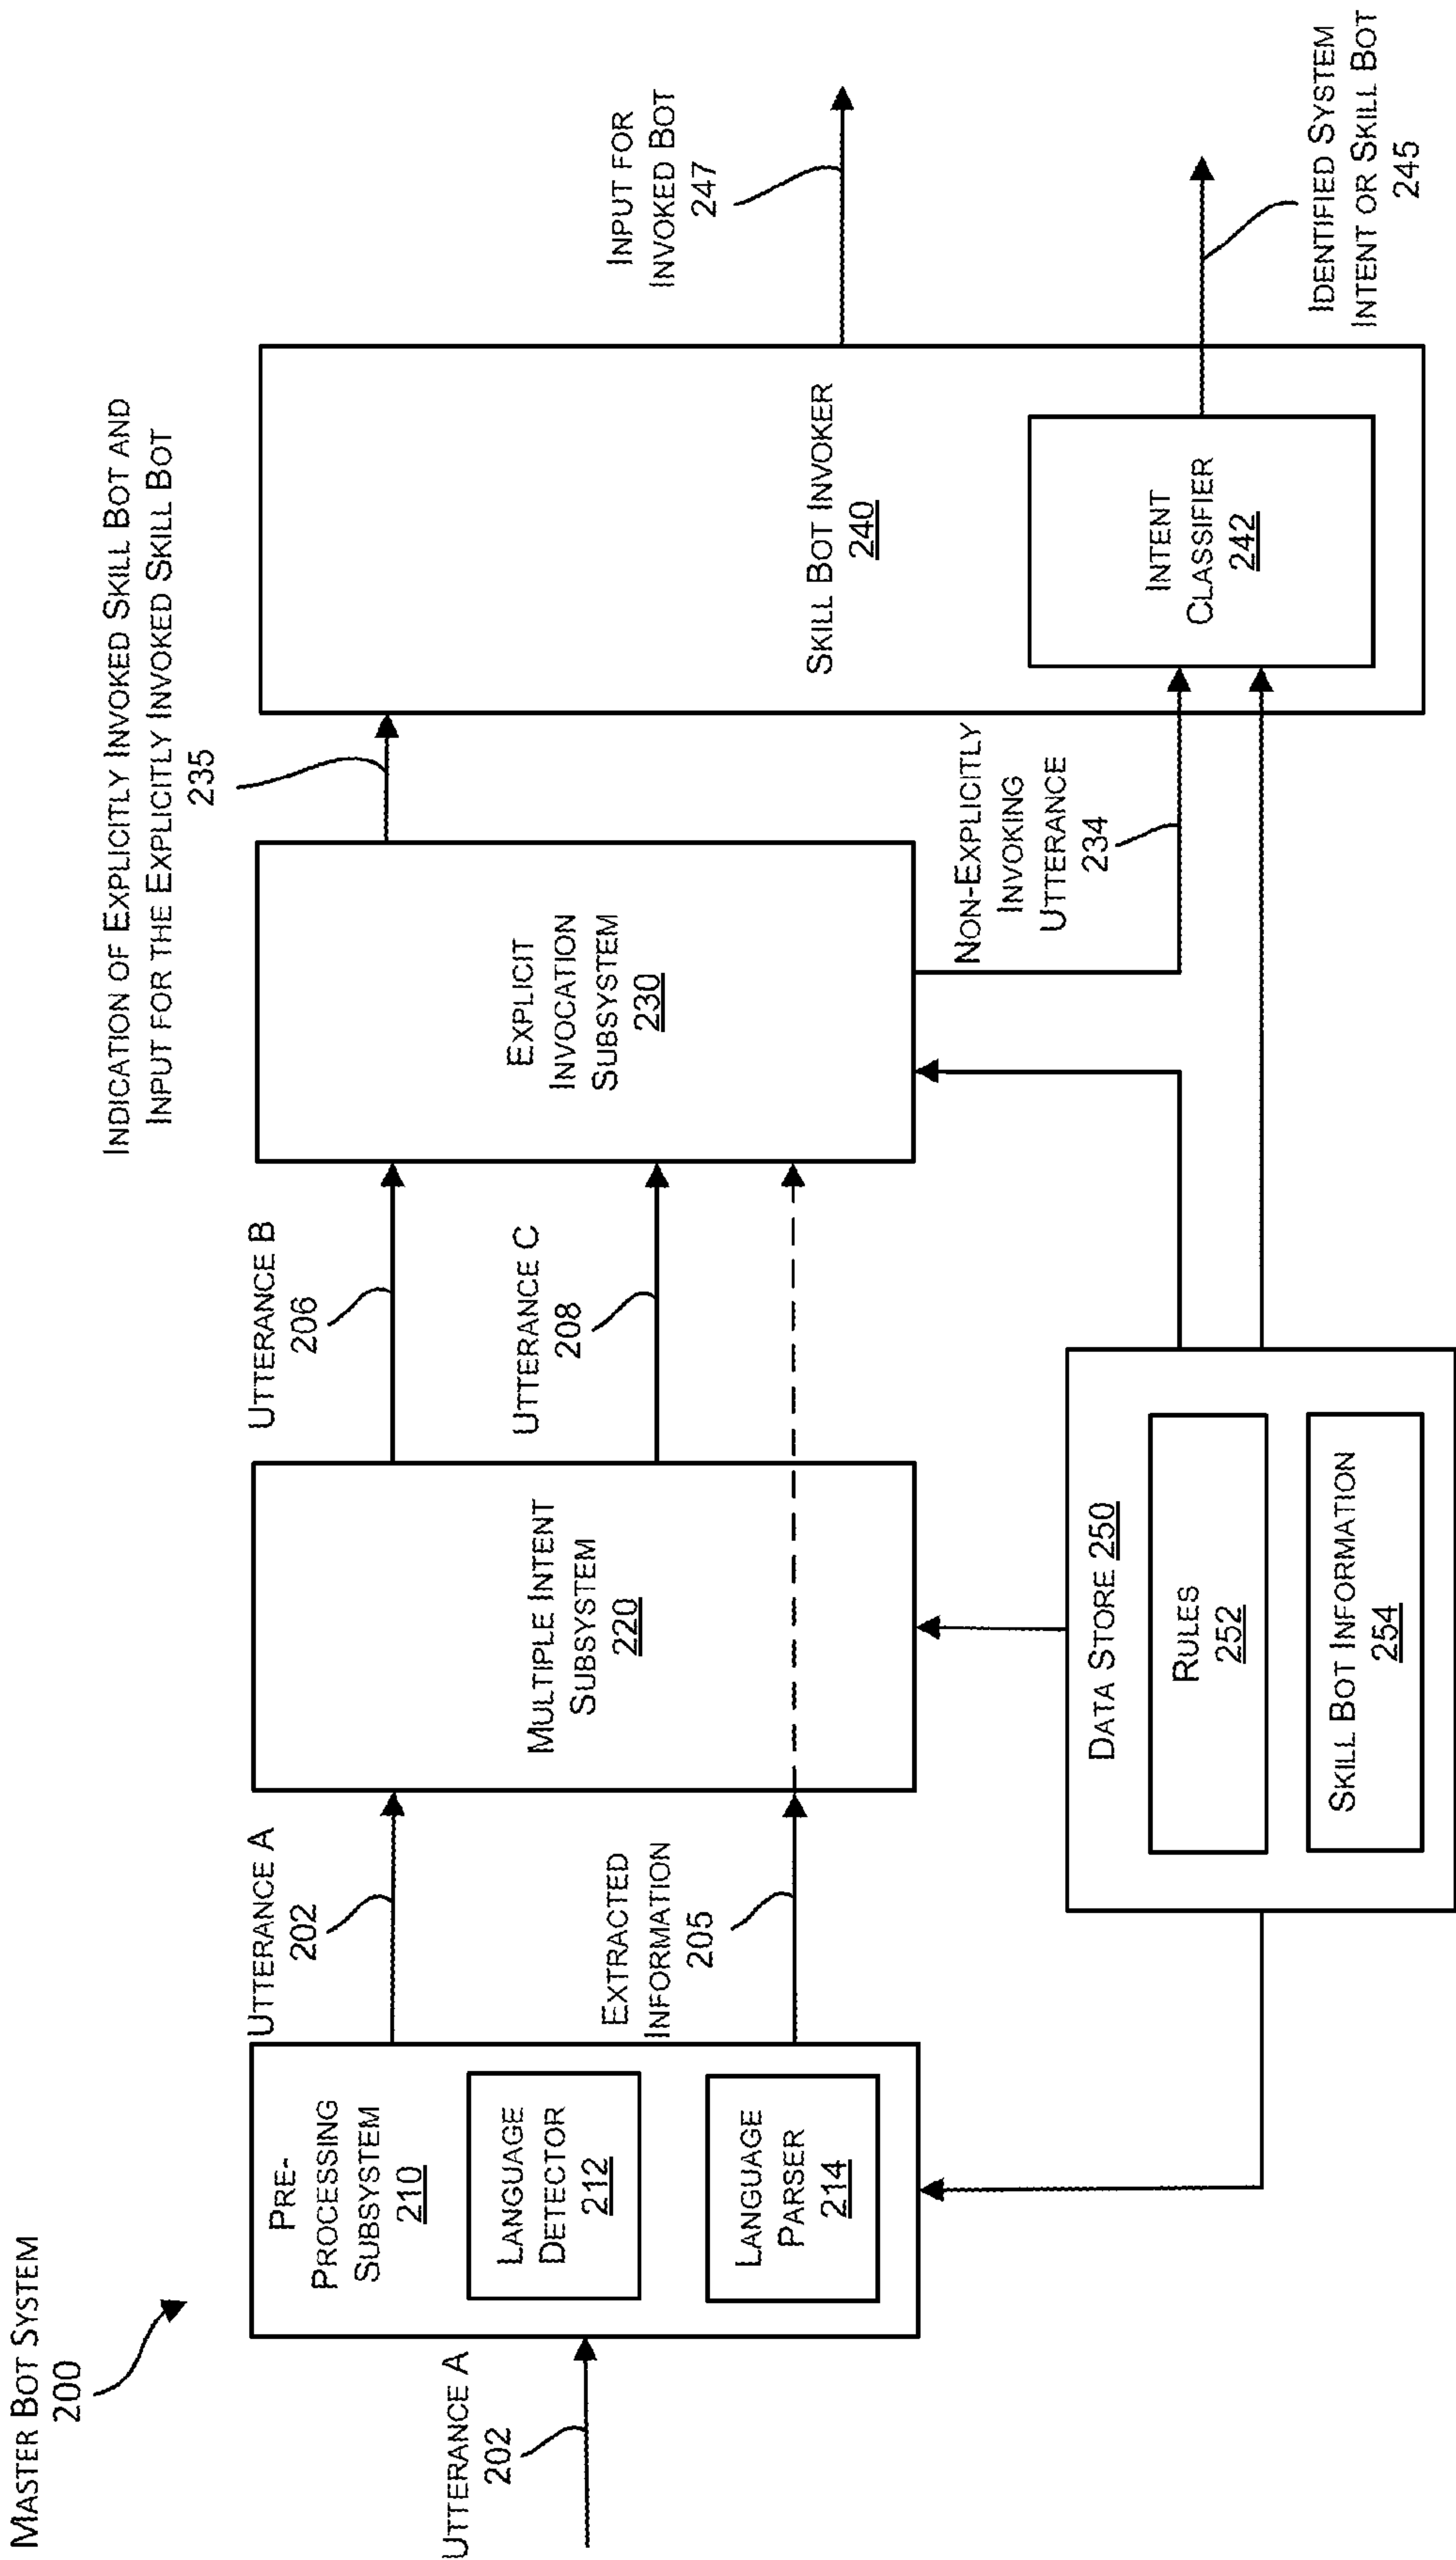 MASTER BOT SYSTEM
200
UTTERANCE A
202
PRE-
PROCESSING
SUBSYSTEM
210
LANGUAGE
DETECTOR
212
LANGUAGE
PARSER
214
UTTERANCE A
202
EXTRACTED
INFORMATION
205
MULTIPLE INTENT
SUBSYSTEM
220
UTTERANCE B
206
UTTERANCE C
208
EXPLICIT
INVOCATION
SUBSYSTEM
230
INDICATION OF EXPLICITLY INVOKED SKILL BOT AND
INPUT FOR THE EXPLICITLY INVOKED SKILL BOT
235
NON-EXPLICITLY
INVOKING
UTTERANCE
234
SKILL BOT INVOKER
240
INTENT
CLASSIFIER
242
INPUT FOR
INVOKED BOT
247
IDENTIFIED SYSTEM
INTENT OR SKILL BOT
245
DATA STORE 250
RULES
252
SKILL BOT INFORMATION
254